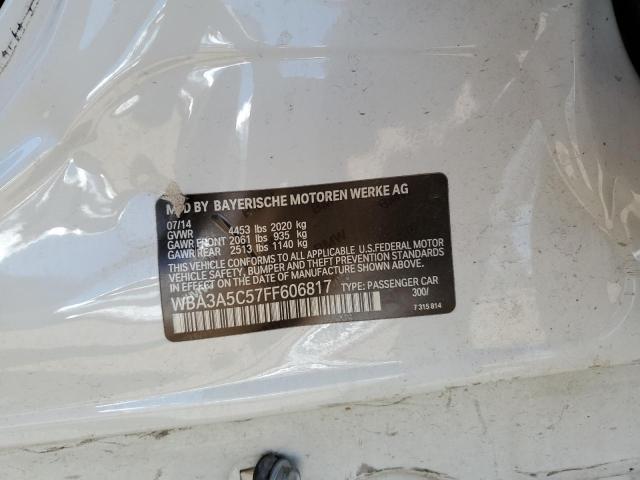 MFD BY BAYERISCHE MOTOREN WERKE AG
07/14
GVWR 4453 lbs 2020 kg
GAWR FRONT 2061 lbs 935 kg
GAWR REAR 2513 lbs 1140 kg
THIS VEHICLE CONFORMS TO ALL APPLICABLE U.S.FEDERAL MOTOR
VEHICLE SAFETY, BUMPER, AND THEFT PREVENTION STANDARDS
IN EFFECT ON THE DATE OF MANUFACTURE SHOWN ABOVE.
WBA3A5C57FF606817 TYPE: PASSENGER CAR
300/
7 315 814